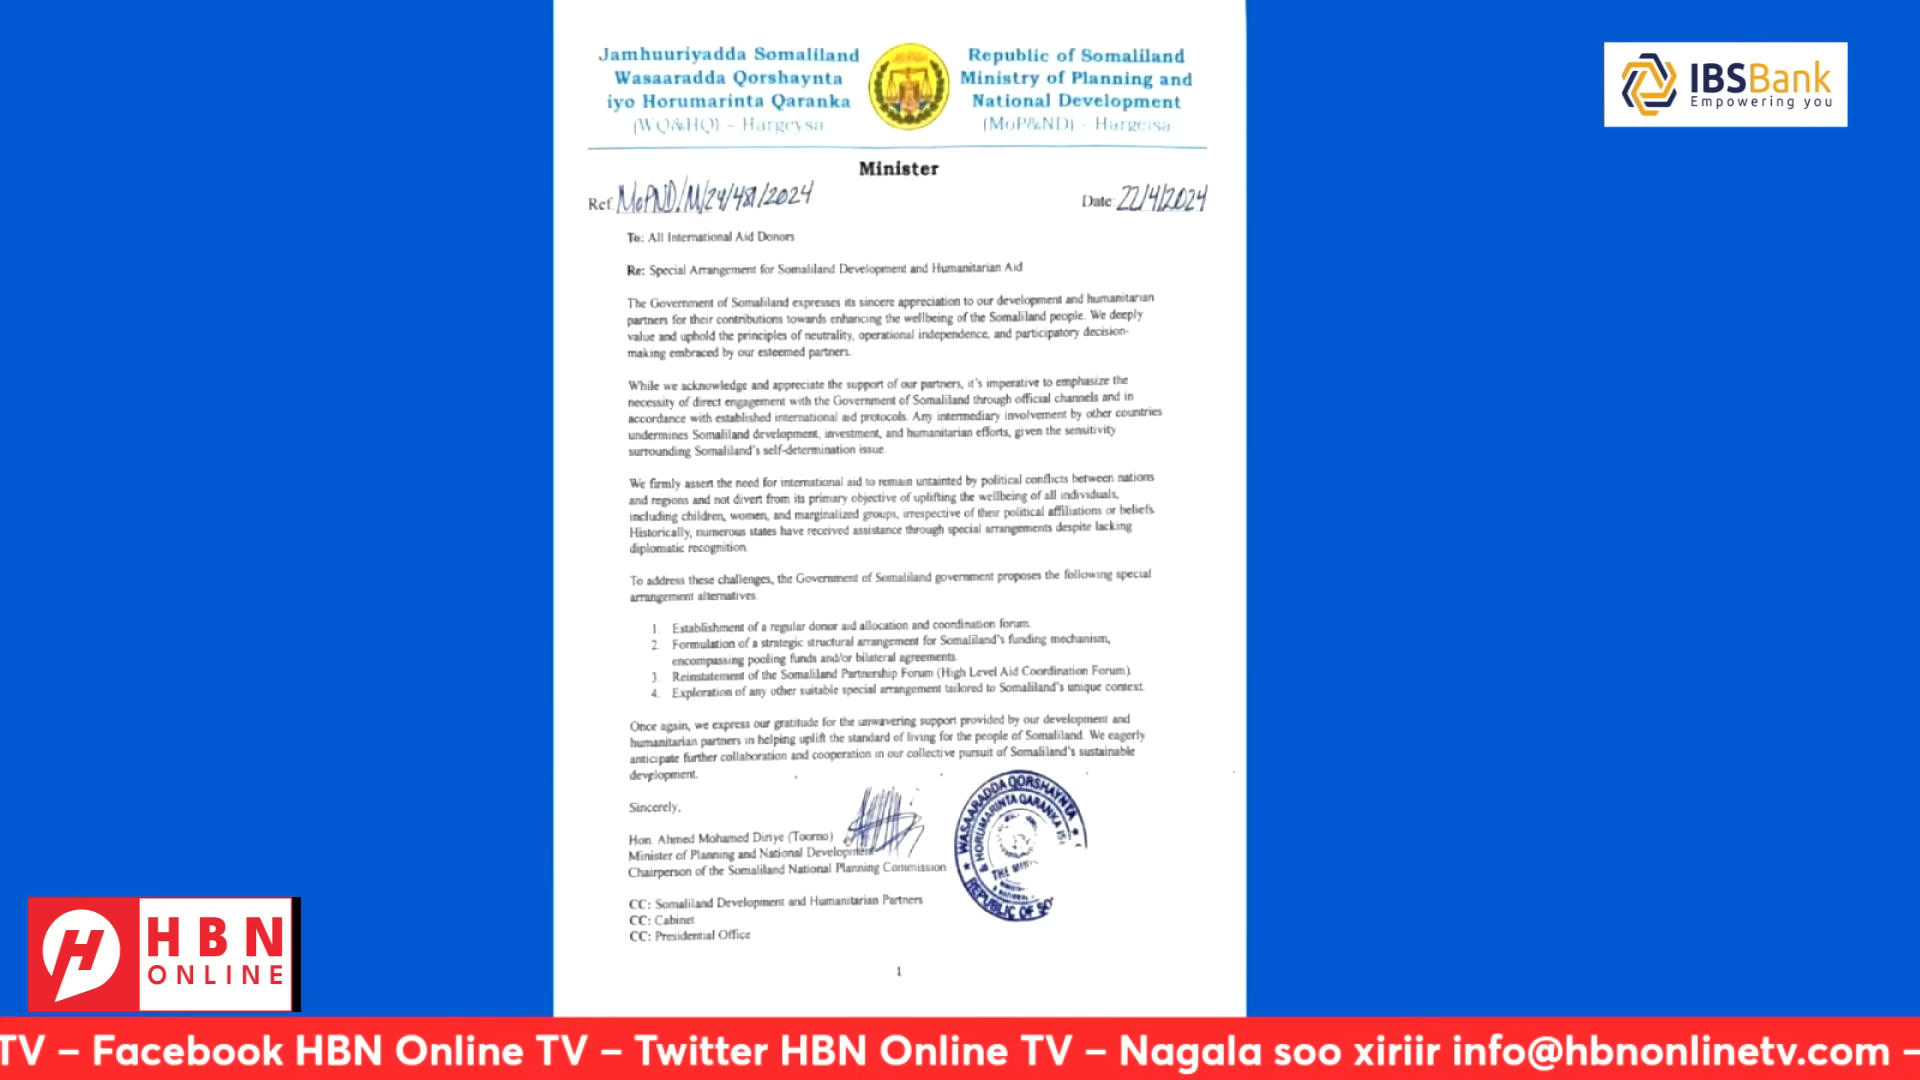 Jamhuuriyadda Somaliland
Wasaaradda Qorshaynta
iyo Horumarinta Qaranka
(WQ&HQ) - Hargeysa
Republic of Somaliland
Ministry of Planning and
National Development
(MoP&ND) - Hargeisa
IBSBank
Empowering you
Minister
Ref: MoPND/M/24/481/2024
Date: 22/4/2024
To: All International Aid Donors
Re: Special Arrangement for Somaliland Development and Humanitarian Aid
The Government of Somaliland expresses its sincere appreciation to our development and humanitarian
partners for their contributions towards enhancing the wellbeing of the Somaliland people. We deeply
value and uphold the principles of neutrality, operational independence, and participatory decision-
making embraced by our esteemed partners.
While we acknowledge and appreciate the support of our partners, it's imperative to emphasize the
necessity of direct engagement with the Government of Somaliland through official channels and in
accordance with established international aid protocols. Any intermediary involvement by other countries
undermines Somaliland development, investment, and humanitarian efforts, given the sensitivity
surrounding Somaliland's self-determination issue.
We firmly assert the need for international aid to remain untainted by political conflicts between nations
and regions and not divert from its primary objective of uplifting the wellbeing of all individuals,
including children, women, and marginalized groups, irrespective of their political affiliations or beliefs.
Historically, numerous states have received assistance through special arrangements despite lacking
diplomatic recognition.
To address these challenges, the Government of Somaliland government proposes the following special
arrangement alternatives.
1. Establishment of a regular donor aid allocation and coordination forum.
2. Formulation of a strategic structural arrangement for Somaliland's funding mechanism,
encompassing pooling funds and/or bilateral agreements.
3. Reinstatement of the Somaliland Partnership Forum (High Level Aid Coordination Forum).
4. Exploration of any other suitable special arrangement tailored to Somaliland's unique context.
Once again, we express our gratitude for the unwavering support provided by our development and
humanitarian partners in helping uplift the standard of living for the people of Somaliland. We eagerly
anticipate further collaboration and cooperation in our collective pursuit of Somaliland's sustainable
development.
Sincerely,
Hon. Ahmed Mohamed Diriye (Toorno)
Minister of Planning and National Development
Chairperson of the Somaliland National Planning Commission
WASAARADDA QORSHAYNTA
& HORUMARINTA QARANKA
THE
REPUBLIC OF
CC: Somaliland Development and Humanitarian Partners
CC: Cabinet
CC: Presidential Office
1
H HBN
ONLINE
TV – Facebook HBN Online TV – Twitter HBN Online TV – Nagala soo xiriir info@hbnonlinetv.com –